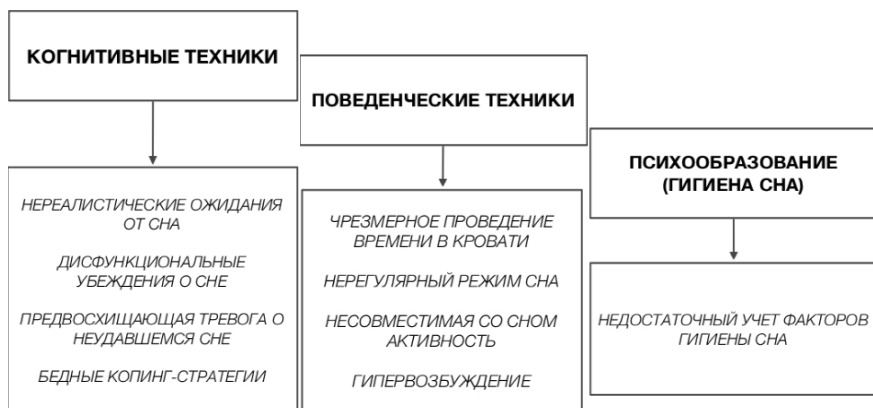 КОГНИТИВНЫЕ ТЕХНИКИ
НЕРЕАЛИСТИЧЕСКИЕ ОЖИДАНИЯ
ОТ СНА
ДИСФУНКЦИОНАЛЬНЫЕ
УБЕЖДЕНИЯ О СНЕ
ПРЕДВОСХИЩАЮЩАЯ ТРЕВОГА О
НЕУДАВШЕМСЯ СНЕ
БЕДНЫЕ КОПИНГ-СТРАТЕГИИ
ПОВЕДЕНЧЕСКИЕ ТЕХНИКИ
ЧРЕЗМЕРНОЕ ПРОВЕДЕНИЕ
ВРЕМЕНИ В КРОВАТИ
НЕРЕГУЛЯРНЫЙ РЕЖИМ СНА
НЕСОВМЕСТИМАЯ СО СНОМ
АКТИВНОСТЬ
ГИПЕРВОЗБУЖДЕНИЕ
ПСИХООБРАЗОВАНИЕ
(ГИГИЕНА СНА)
НЕДОСТАТОЧНЫЙ УЧЕТ ФАКТОРОВ
ГИГИЕНЫ СНА